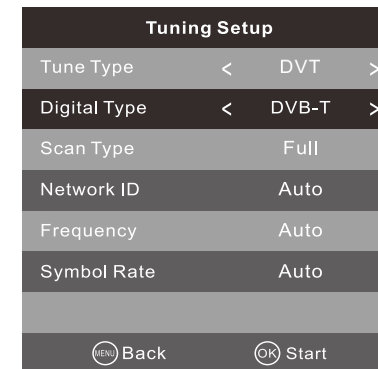 Tuning Setup
Tune Type < DVT >
Digital Type < DVB-T >
Scan Type Full
Network ID Auto
Frequency Auto
Symbol Rate Auto
MENU Back OK Start